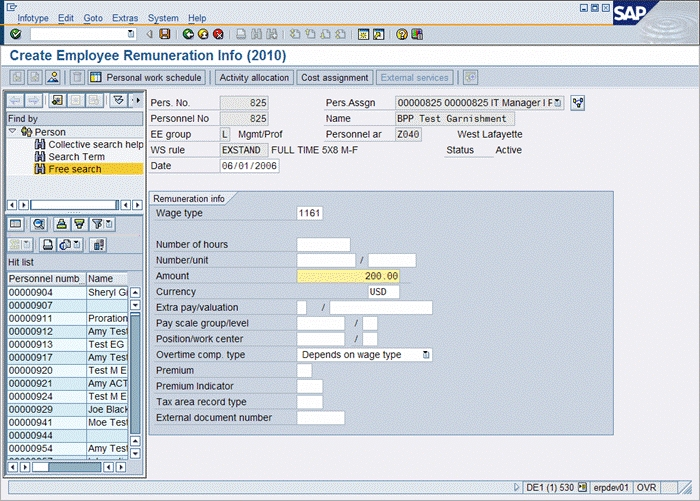 Infotype Edit Goto Extras System Help
SAP
Create Employee Remuneration Info (2010)
Personal work schedule Activity allocation Cost assignment External services
Find by
Person
Collective search help
Search Term
Free search
Hit list
Personnel numb Name
00000904 Sheryl Gi
00000907
00000911 Proration
00000912 Amy Test
00000913 Test EG
00000917 Amy Test
00000920 Test M E
00000921 Amy ACT
00000924 Test M E
00000929 Joe Black
00000941 Moe Test
00000944
00000954 Amy Test
Pers. No. 825 Pers.Assgn 00000825 00000825 IT Manager I P
Personnel No 825 Name BPP Test Garnishment
EE group L Mgmt/Prof Personnel ar Z040 West Lafayette
WS rule EXSTAND FULL TIME 5X8 M-F Status Active
Date 06/01/2006
Remuneration info
Wage type 1161
Number of hours
Number/unit /
Amount 200.00
Currency USD
Extra pay/valuation /
Pay scale group/level /
Position/work center /
Overtime comp. type Depends on wage type
Premium
Premium Indicator
Tax area record type
External document number
DE1 (1) 530 erpdev01 OVR